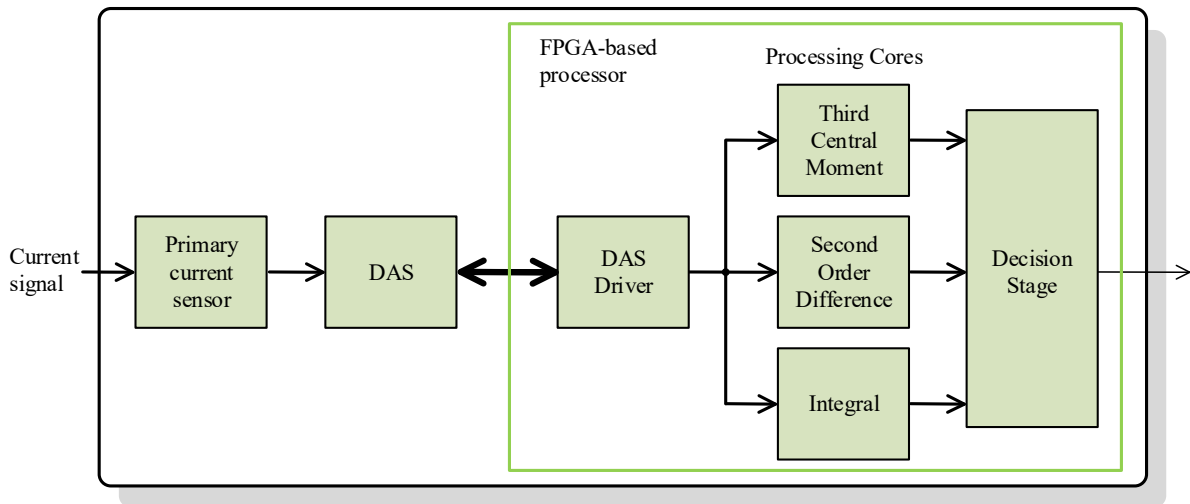 FPGA-based
processor
Processing Cores
Third
Central
Moment
Current
signal
Primary
current
sensor
DAS
DAS
Driver
Second
Order
Difference
Decision
Stage
Integral